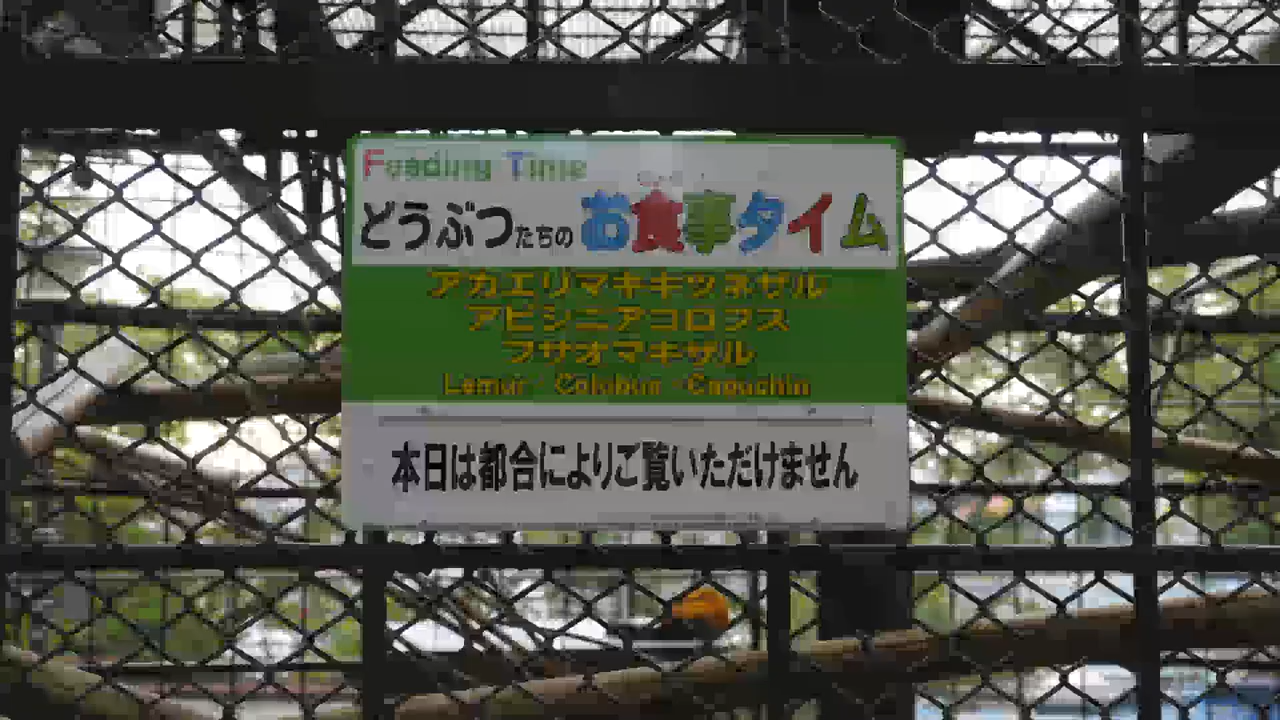 Feeding Time
どうぶつたちのお食事タイム
アカエリマキキツネザル
アビシニアコロブス
フサオマキザル
Lemur・Colobus・Capuchin
本日は都合によりご覧いただけません